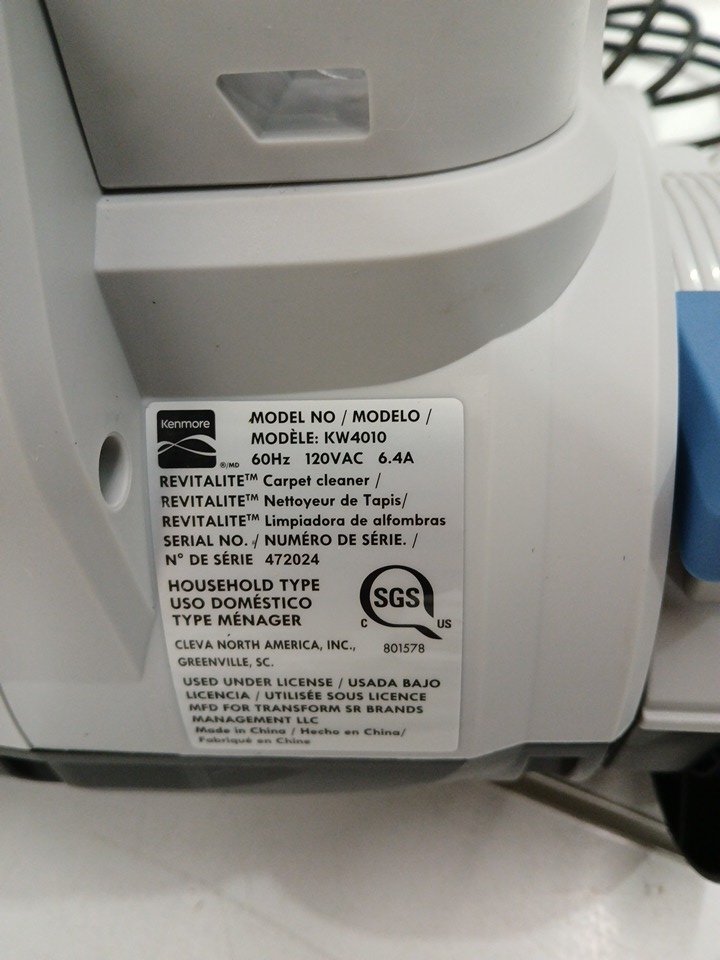 Kenmore
®/MD
MODEL NO / MODELO /
MODÈLE: KW4010
60Hz 120VAC 6.4A
REVITALITE™ Carpet cleaner /
REVITALITE™ Nettoyeur de Tapis/
REVITALITE™ Limpiadora de alfombras
SERIAL NO. / NUMÉRO DE SÉRIE. /
N° DE SÉRIE 472024
HOUSEHOLD TYPE
USO DOMÉSTICO
TYPE MÉNAGER
SGS
C US
801578
CLEVA NORTH AMERICA, INC.,
GREENVILLE, SC.
USED UNDER LICENSE / USADA BAJO
LICENCIA / UTILISÉE SOUS LICENCE
MFD FOR TRANSFORM SR BRANDS
MANAGEMENT LLC
Made in China / Hecho en China/
Fabriqué en Chine